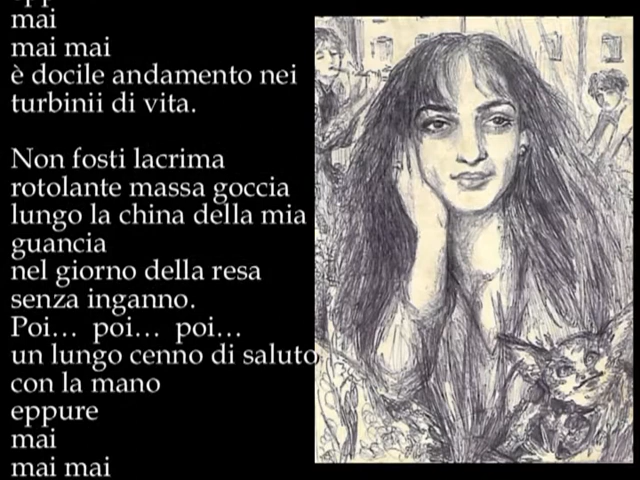 mai
mai mai
è docile andamento nei
turbinii di vita.
Non fosti lacrima
rotolante massa goccia
lungo la china della mia
guancia
nel giorno della resa
senza inganno.
Poi... poi... poi...
un lungo cenno di saluto
con la mano
eppure
mai
mai mai